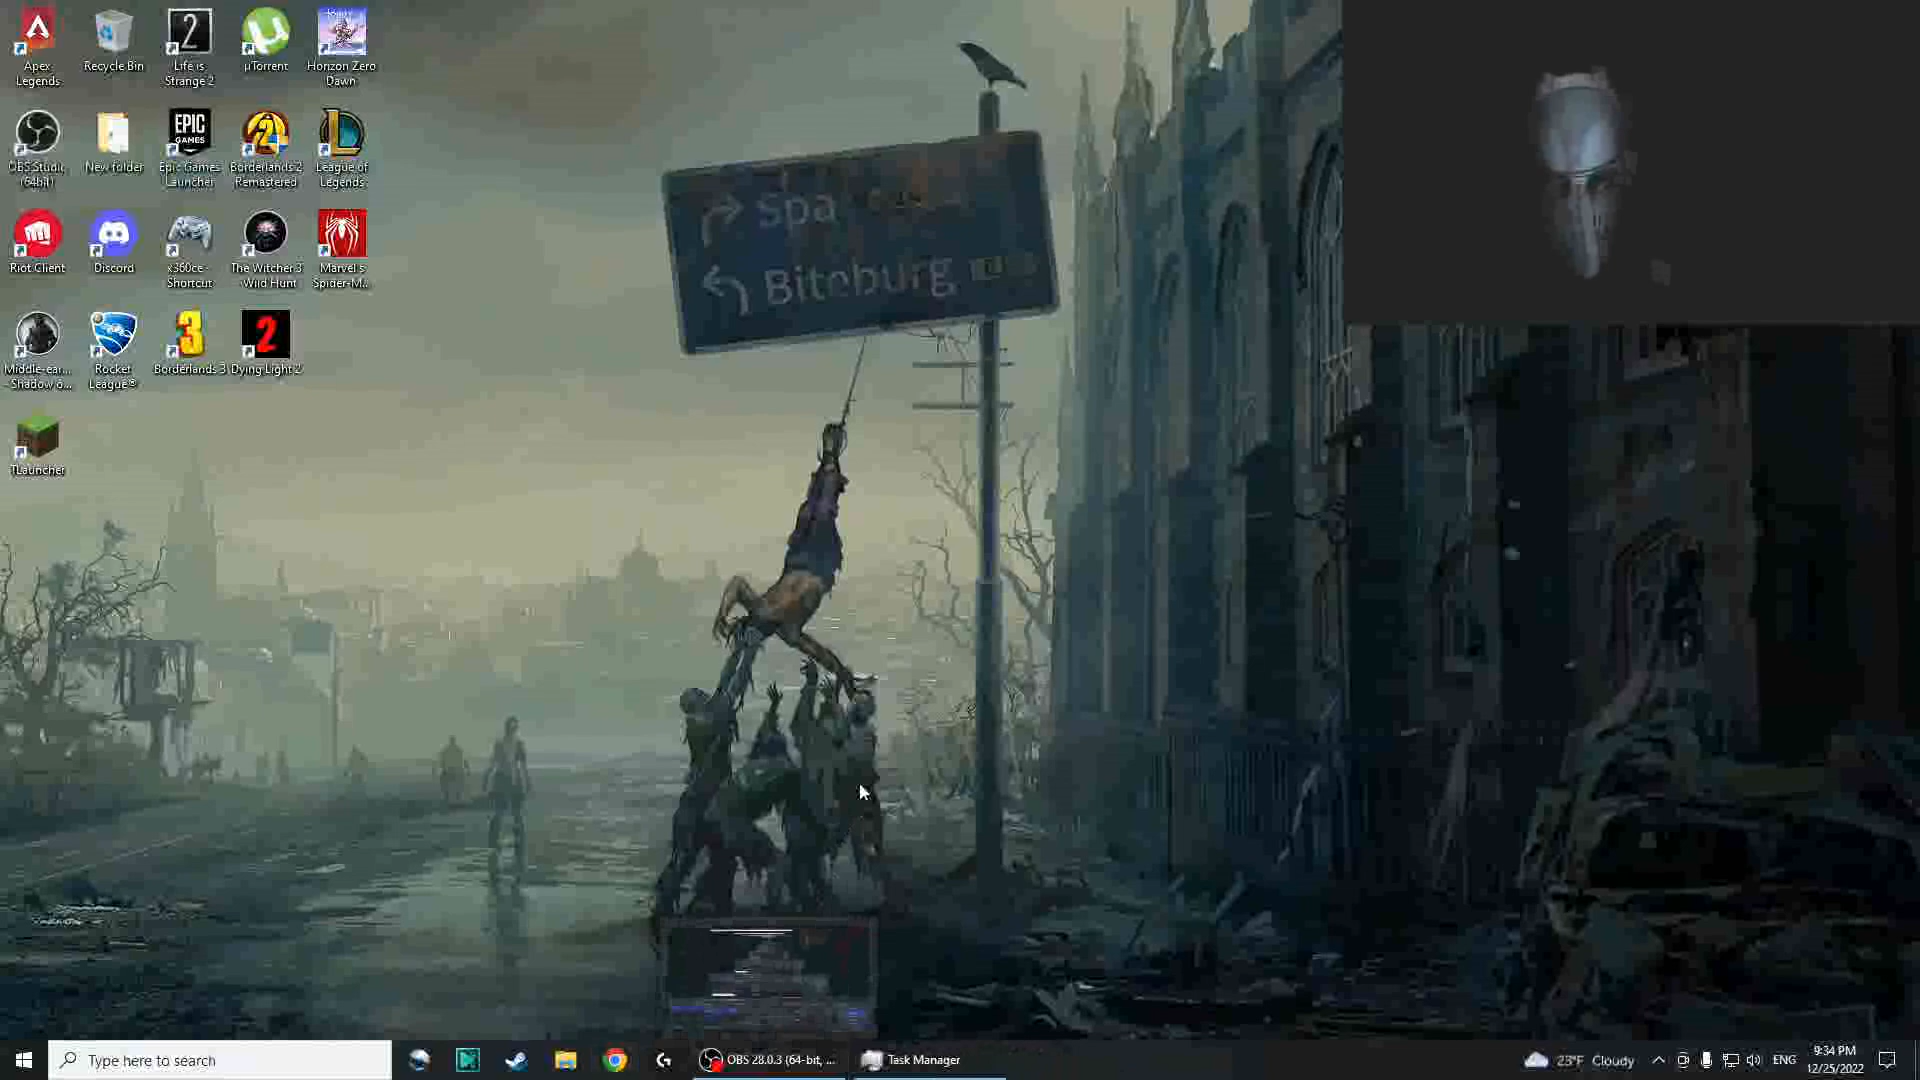 Apex
Legends
Recycle Bin
Life is
Strange 2
µTorrent
Horizon Zero
Dawn
OBS Studio
(64bit)
New folder
EPIC
GAMES
Epic Games
Launcher
Borderlands 2
Remastered
League of
Legends
Riot Client
Discord
x360ce -
Shortcut
The Witcher 3
Wild Hunt
Marvel's
Spider-M...
Middle-ear...
- Shadow o...
Rocket
League®
Borderlands 3
Dying Light 2
TLauncher
Spa
Biteburg
Type here to search
OBS 28.0.3 (64-bit, ...
Task Manager
23°F Cloudy
ENG
9:34 PM
12/25/2022